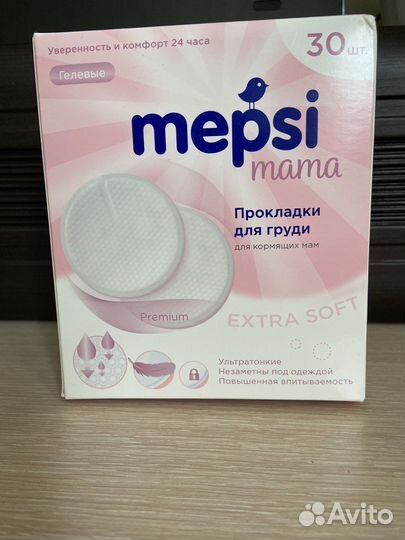 Уверенность и комфорт 24 часа
30 шт.
Гелевые
mepsi
mama
Прокладки
для груди
для кормящих мам
Premium
EXTRA SOFT
Ультратонкие
Незаметны под одеждой
Повышенная впитываемость
Avito